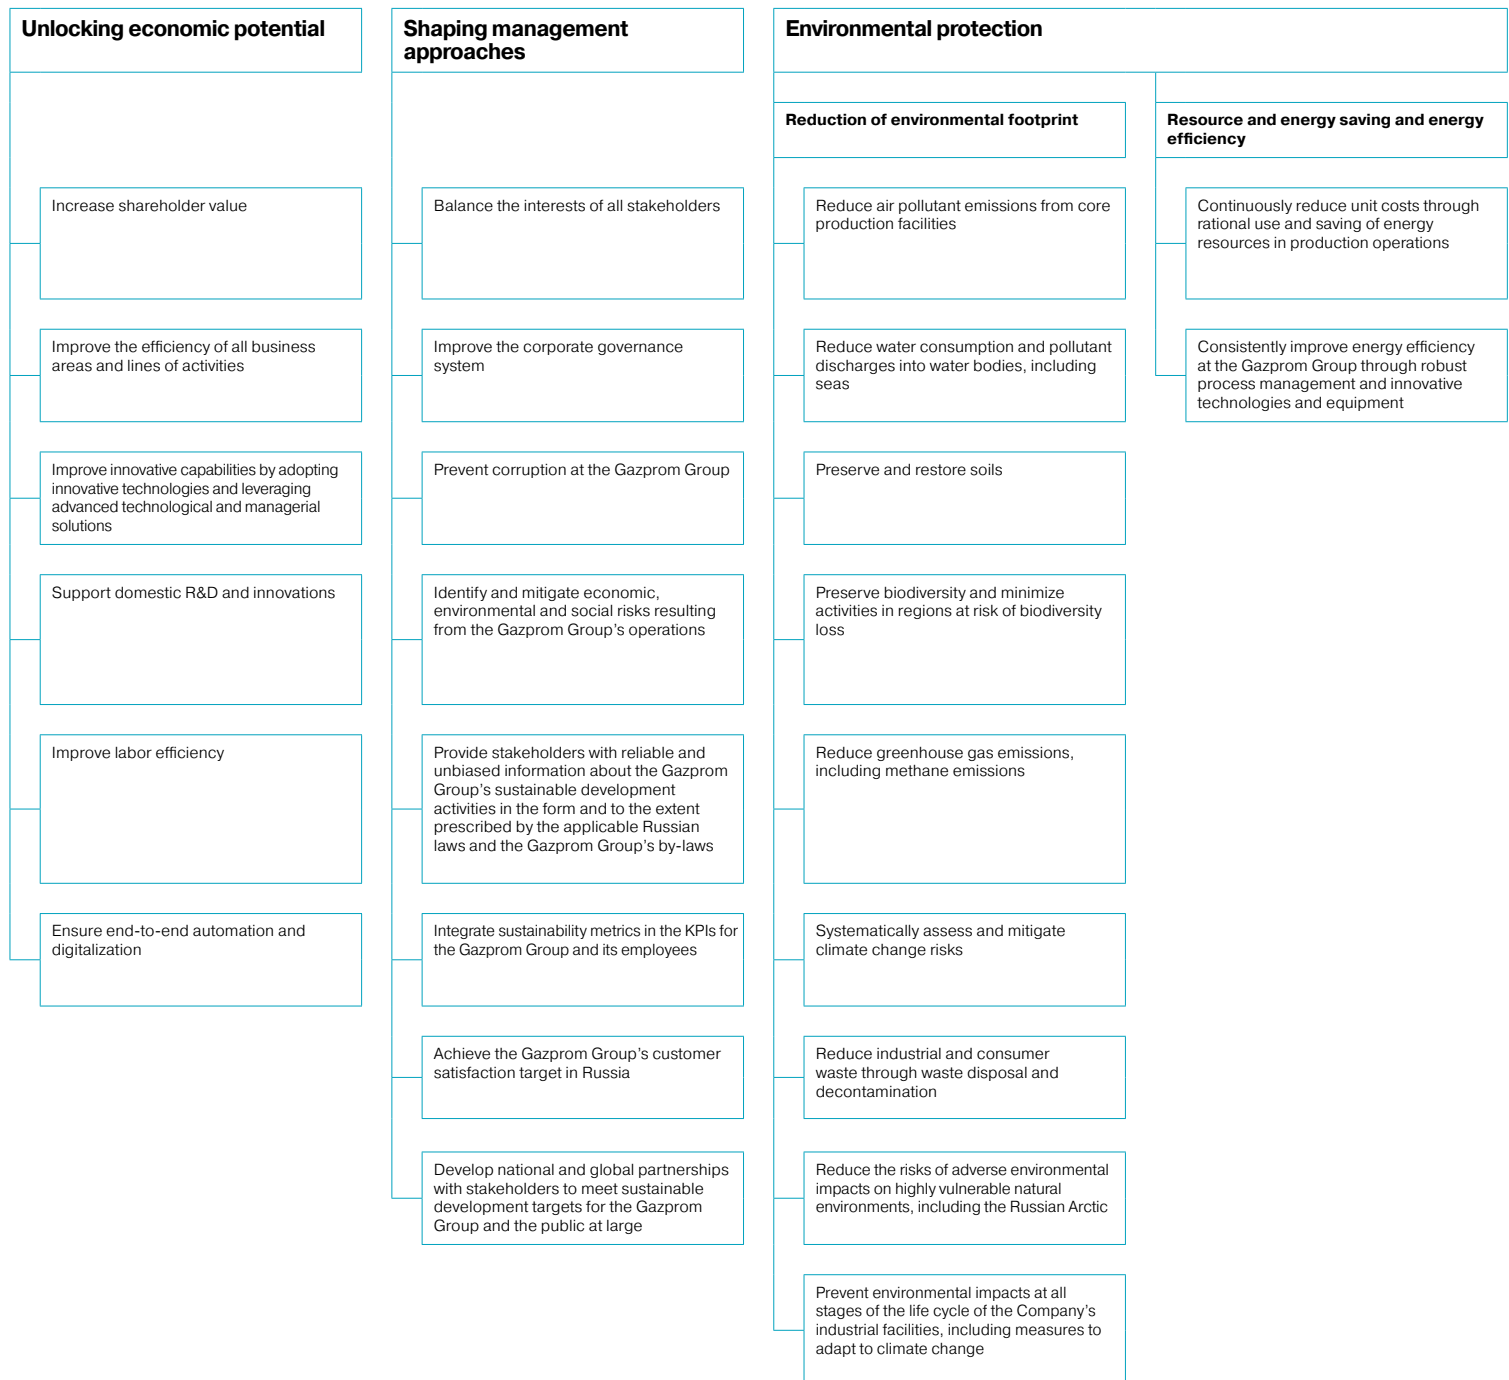 Unlocking economic potential
Increase shareholder value
Improve the efficiency of all business
areas and lines of activities
Improve innovative capabilities by adopting
innovative technologies and leveraging
advanced technological and managerial
solutions
Support domestic R&D and innovations
Improve labor efficiency
Ensure end-to-end automation and
digitalization
Shaping management
approaches
Balance the interests of all stakeholders
Improve the corporate governance
system
Prevent corruption at the Gazprom Group
Identify and mitigate economic,
environmental and social risks resulting
from the Gazprom Group’s operations
Provide stakeholders with reliable and
unbiased information about the Gazprom
Group’s sustainable development
activities in the form and to the extent
prescribed by the applicable Russian
laws and the Gazprom Group’s by-laws
Integrate sustainability metrics in the KPIs for
the Gazprom Group and its employees
Achieve the Gazprom Group’s customer
satisfaction target in Russia
Develop national and global partnerships
with stakeholders to meet sustainable
development targets for the Gazprom
Group and the public at large
Environmental protection
Reduction of environmental footprint
Reduce air pollutant emissions from core
production facilities
Reduce water consumption and pollutant
discharges into water bodies, including
seas
Preserve and restore soils
Preserve biodiversity and minimize
activities in regions at risk of biodiversity
loss
Reduce greenhouse gas emissions,
including methane emissions
Systematically assess and mitigate
climate change risks
Reduce industrial and consumer
waste through waste disposal and
decontamination
Reduce the risks of adverse environmental
impacts on highly vulnerable natural
environments, including the Russian Arctic
Prevent environmental impacts at all
stages of the life cycle of the Company’s
industrial facilities, including measures to
adapt to climate change
Resource and energy saving and energy
efficiency
Continuously reduce unit costs through
rational use and saving of energy
resources in production operations
Consistently improve energy efficiency
at the Gazprom Group through robust
process management and innovative
technologies and equipment